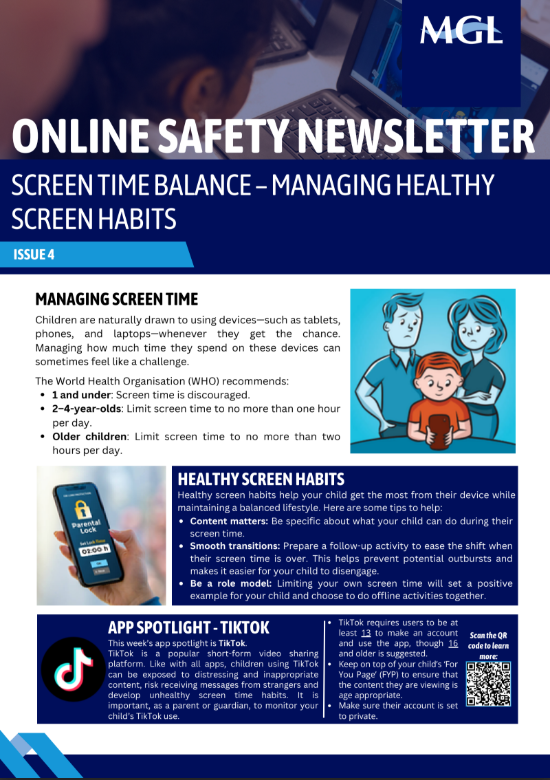 MGL
ONLINE SAFETY NEWSLETTER
SCREEN TIME BALANCE – MANAGING HEALTHY
SCREEN HABITS
ISSUE 4
MANAGING SCREEN TIME
Children are naturally drawn to using devices—such as tablets,
phones, and laptops—whenever they get the chance.
Managing how much time they spend on these devices can
sometimes feel like a challenge.
The World Health Organisation (WHO) recommends:
• 1 and under: Screen time is discouraged.
• 2–4-year-olds: Limit screen time to no more than one hour
per day.
• Older children: Limit screen time to no more than two
hours per day.
Parental
Lock
02:00 h
HEALTHY SCREEN HABITS
Healthy screen habits help your child get the most from their device while
maintaining a balanced lifestyle. Here are some tips to help:
• Content matters: Be specific about what your child can do during their
screen time.
• Smooth transitions: Prepare a follow-up activity to ease the shift when
their screen time is over. This helps prevent potential outbursts and
makes it easier for your child to disengage.
• Be a role model: Limiting your own screen time will set a positive
example for your child and choose to do offline activities together.
APP SPOTLIGHT - TIKTOK
This week's app spotlight is TikTok.
TikTok is a popular short-form video sharing
platform. Like with all apps, children using TikTok
can be exposed to distressing and inappropriate
content, risk receiving messages from strangers and
develop unhealthy screen time habits. It is
important, as a parent or guardian, to monitor your
child's TikTok use.
• TikTok requires users to be at
least 13 to make an account
and use the app, though 16
and older is suggested.
• Keep on top of your child's 'For
You Page' (FYP) to ensure that
the content they are viewing is
age appropriate.
• Make sure their account is set
to private.
Scan the QR
code to learn
more: